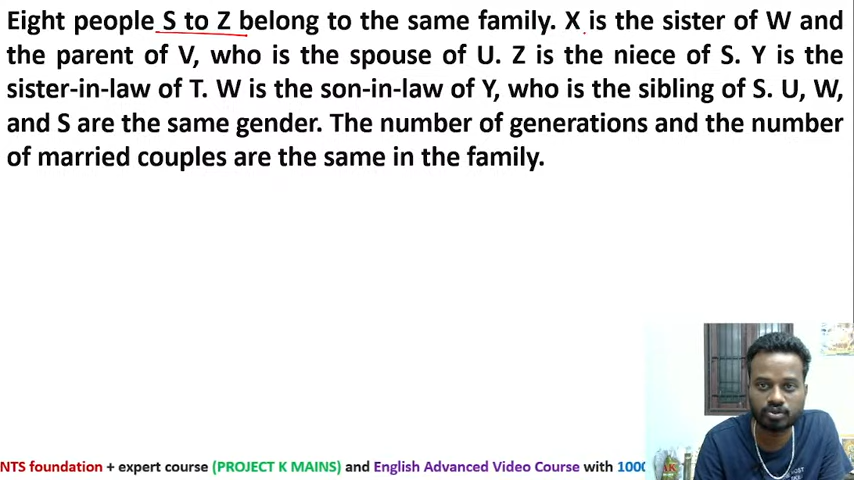 Eight people S to Z belong to the same family. X is the sister of W and
the parent of V, who is the spouse of U. Z is the niece of S. Y is the
sister-in-law of T. W is the son-in-law of Y, who is the sibling of S. U, W,
and S are the same gender. The number of generations and the number
of married couples are the same in the family.
NTS foundation + expert course (PROJECT K MAINS) and English Advanced Video Course with 1000